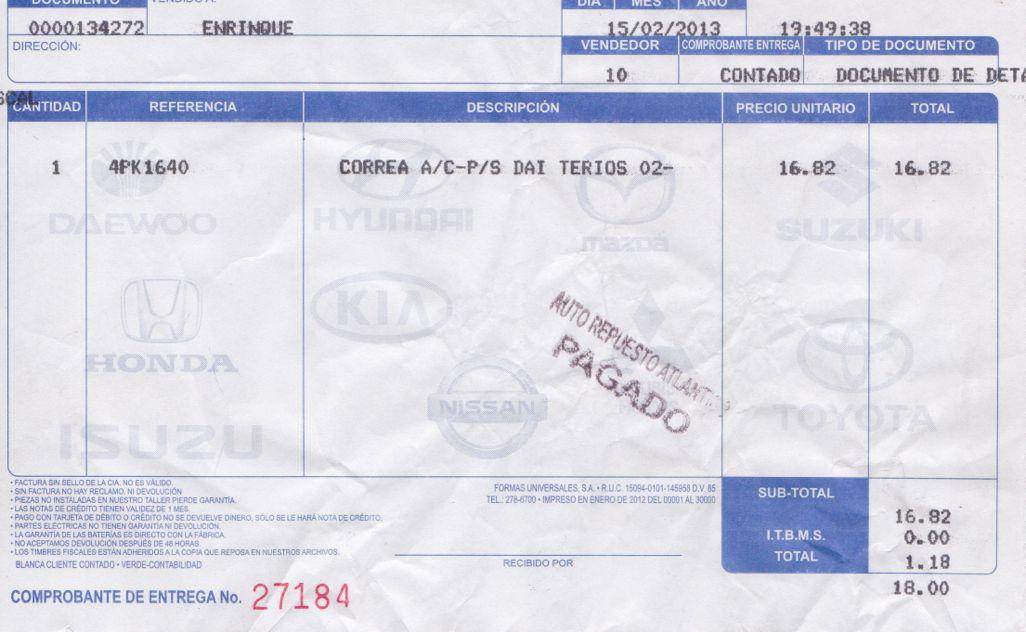 DOCUMENTO VENDIDO A: DIA MES AÑO
0000134272 ENRINQUE 15/02/2013 19:49:38
DIRECCIÓN: VENDEDOR COMPROBANTE ENTREGA TIPO DE DOCUMENTO
10 CONTADO DOCUMENTO DE DETA
SCAL
CANTIDAD REFERENCIA DESCRIPCIÓN PRECIO UNITARIO TOTAL
1 4PK1640 CORREA A/C-P/S DAI TERIOS 02- 16.82 16.82
DAEWOO HYUNDAI mazda SUZUKI
HONDA KIA TOYOTA
AUTO REPUESTO
PAGADO
ISUZU NISSAN
• FACTURA SIN SELLO DE LA CIA. NO ES VÁLIDO.
• SIN FACTURA NO HAY RECLAMO, NI DEVOLUCIÓN
• PIEZAS NO INSTALADAS EN NUESTRO TALLER PIERDE GARANTÍA.
• LAS NOTAS DE CRÉDITO TIENEN VALIDEZ DE 1 MES.
• PAGO CON TARJETA DE DÉBITO O CRÉDITO NO SE DEVUELVE DINERO, SÓLO SE LE HARÁ NOTA DE CRÉDITO.
• PARTES ELÉCTRICAS NO TIENEN GARANTÍA NI DEVOLUCIÓN.
• LA GARANTÍA DE LAS BATERÍAS ES DIRECTO CON LA FÁBRICA.
• NO ACEPTAMOS DEVOLUCIÓN DESPUÉS DE 48 HORAS.
• LOS TIMBRES FISCALES ESTÁN ADHERIDOS A LA COPIA QUE REPOSA EN NUESTROS ARCHIVOS.
BLANCA CLIENTE CONTADO • VERDE-CONTABILIDAD
FORMAS UNIVERSALES, S.A. • R.U.C. 15094-0101-145958 D.V. 85
TEL.: 278-6700 • IMPRESO EN ENERO DE 2012 DEL 00001 AL 30000
RECIBIDO POR
SUB-TOTAL 16.82
I.T.B.M.S. 0.00
TOTAL 1.18
18.00
COMPROBANTE DE ENTREGA No. 27184